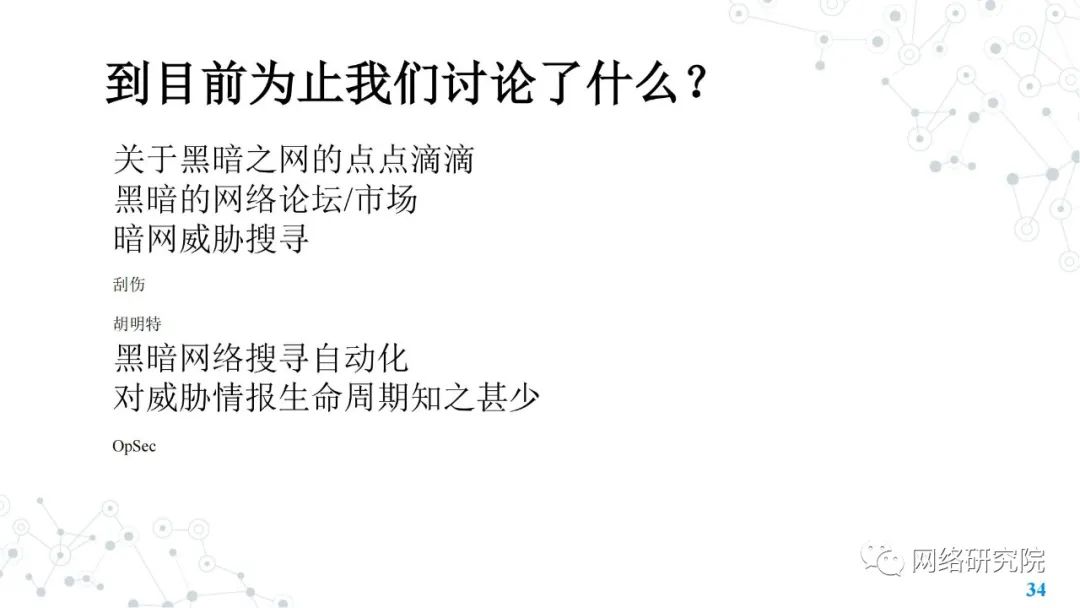 到目前为止我们讨论了什么？
关于黑暗之网的点点滴滴
黑暗的网络论坛/市场
暗网威胁搜寻
刮伤
胡明特
黑暗网络搜寻自动化
对威胁情报生命周期知之甚少
OpSec
网络研究院
34